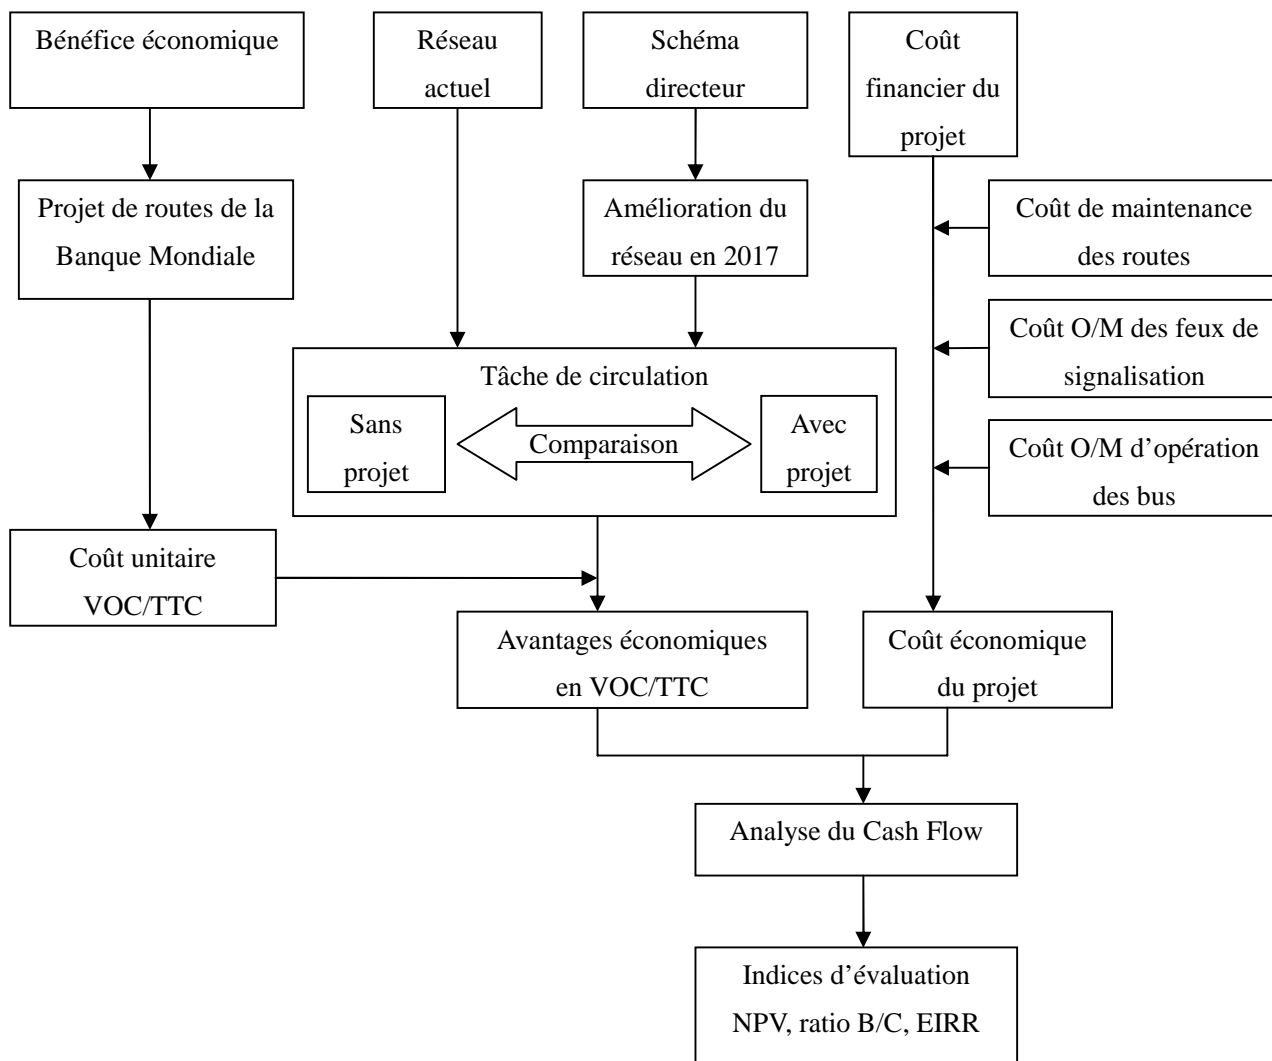 Bénéfice économique
Réseau
actuel
Schéma
directeur
Coût
financier du
projet
Projet de routes de la
Banque Mondiale
Amélioration du
réseau en 2017
Coût de maintenance
des routes
Coût O/M des feux de
signalisation
Coût O/M d’opération
des bus
Tâche de circulation
Sans
projet
Comparaison
Avec
projet
Coût unitaire
VOC/TTC
Avantages économiques
en VOC/TTC
Coût économique
du projet
Analyse du Cash Flow
Indices d’évaluation
NPV, ratio B/C, EIRR